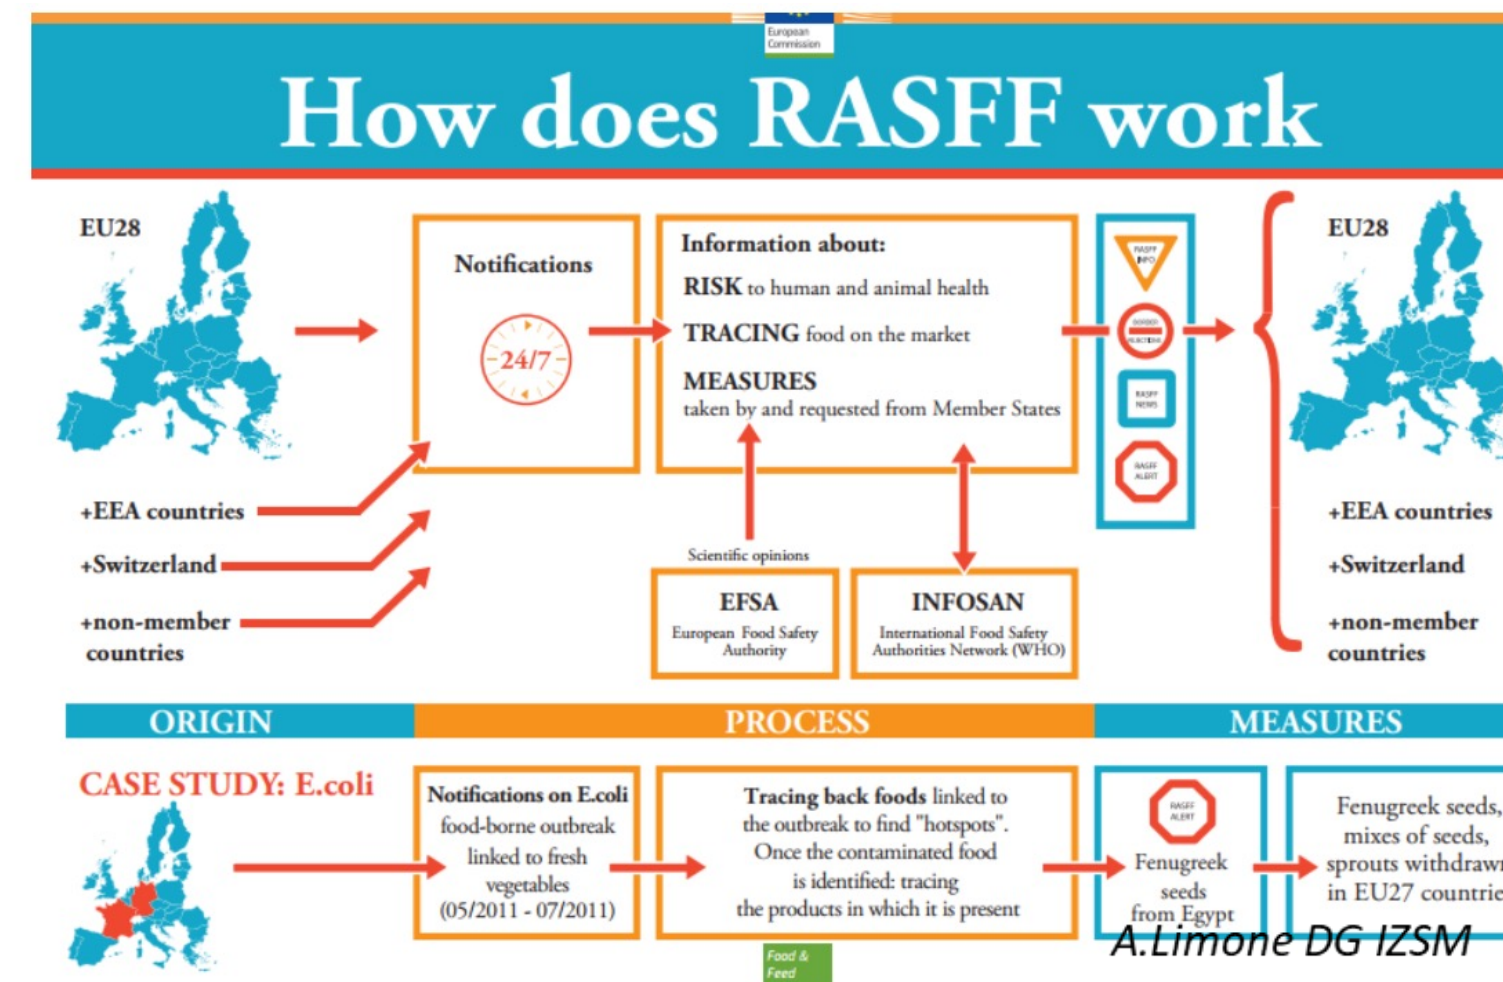 European
Commission
How does RASFF work
EU28
Notifications
24/7
Information about:
RISK to human and animal health
TRACING food on the market
MEASURES
taken by and requested from Member States
RASFF
INFO
BORDER
REJECTIONS
RASFF
NEWS
RASFF
ALERT
EU28
+EEA countries
+Switzerland
+non-member
countries
Scientific opinions
EFSA
European Food Safety
Authority
INFOSAN
International Food Safety
Authorities Network (WHO)
+EEA countries
+Switzerland
+non-member
countries
ORIGIN
PROCESS
MEASURES
CASE STUDY: E.coli
Notifications on E.coli
food-borne outbreak
linked to fresh
vegetables
(05/2011 - 07/2011)
Tracing back foods linked to
the outbreak to find "hotspots".
Once the contaminated food
is identified: tracing
the products in which it is present
RASFF
ALERT
Fenugreek
seeds
from Egypt
Fenugreek seeds,
mixes of seeds,
sprouts withdrawn
in EU27 countrie
A.Limone DG IZSM
Food &
Feed